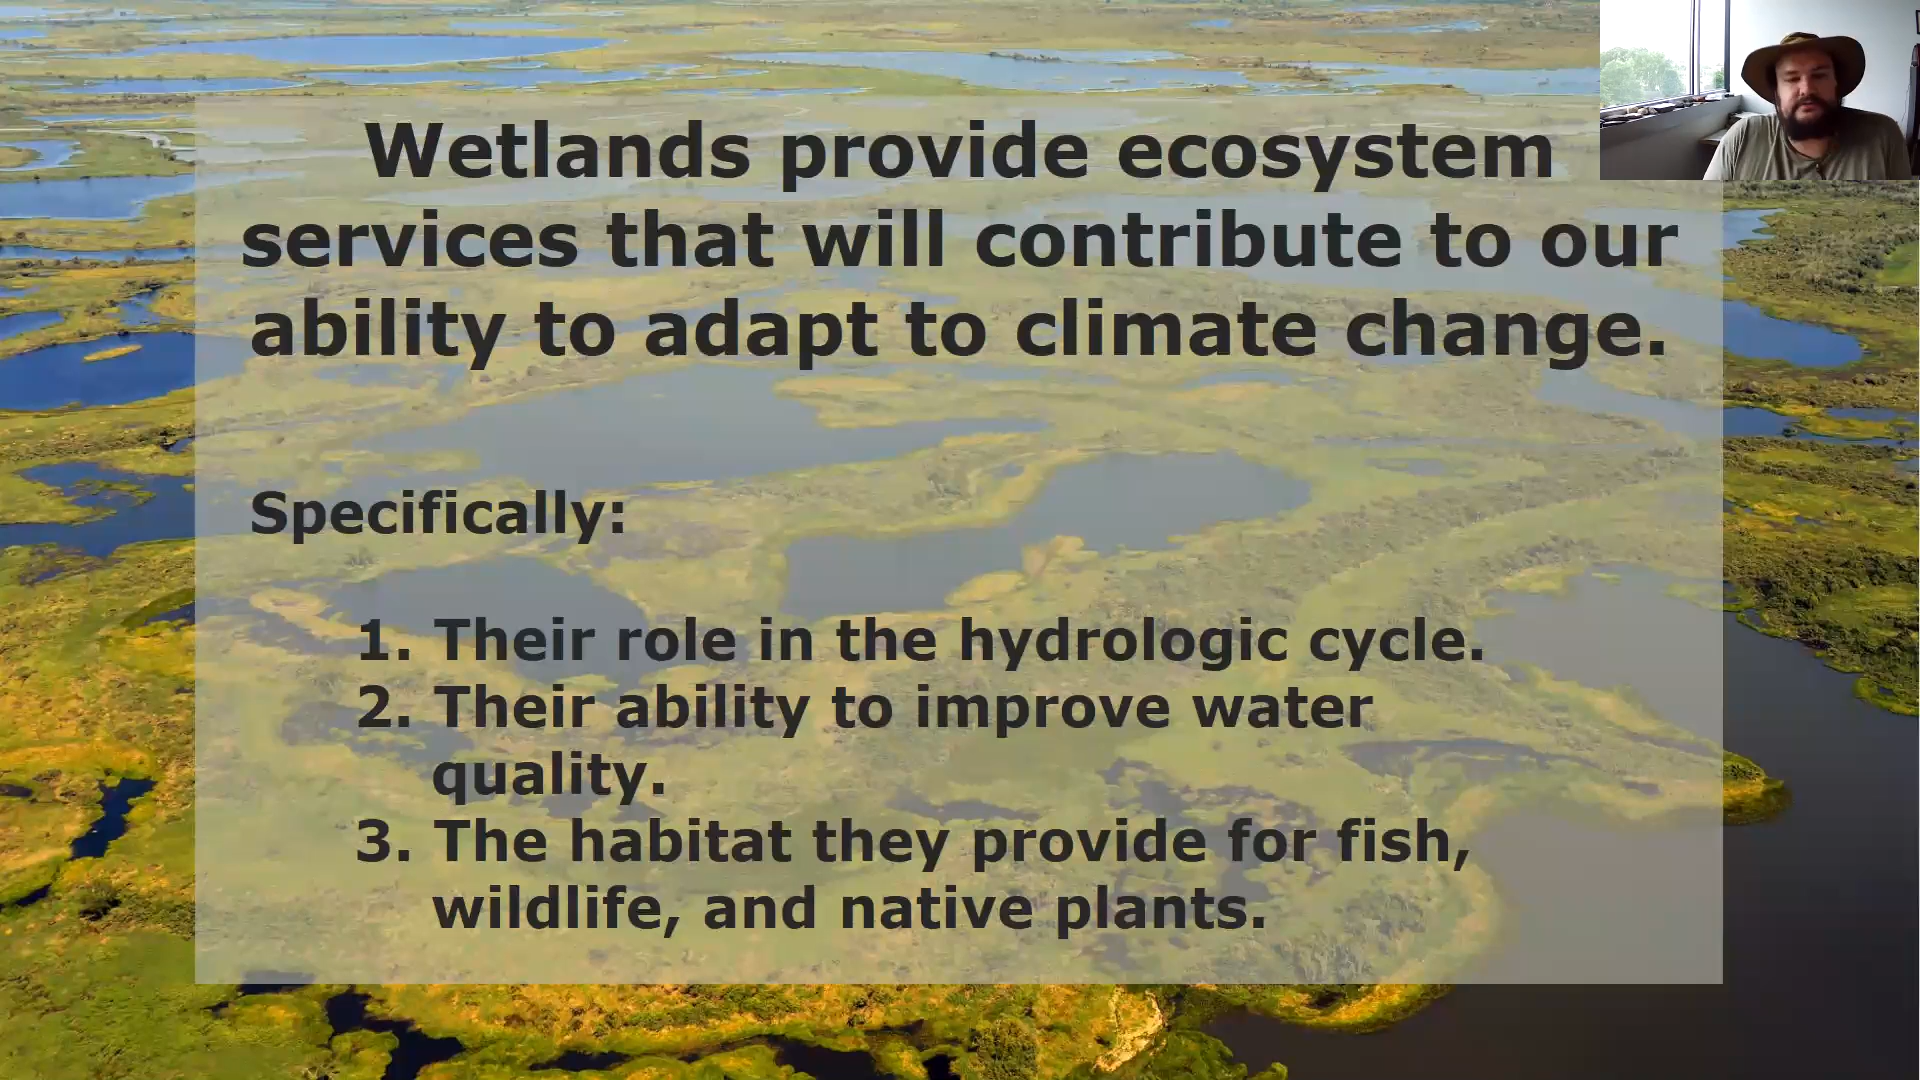 Wetlands provide ecosystem
services that will contribute to our
ability to adapt to climate change.
Specifically:
1. Their role in the hydrologic cycle.
2. Their ability to improve water
quality.
3. The habitat they provide for fish,
wildlife, and native plants.